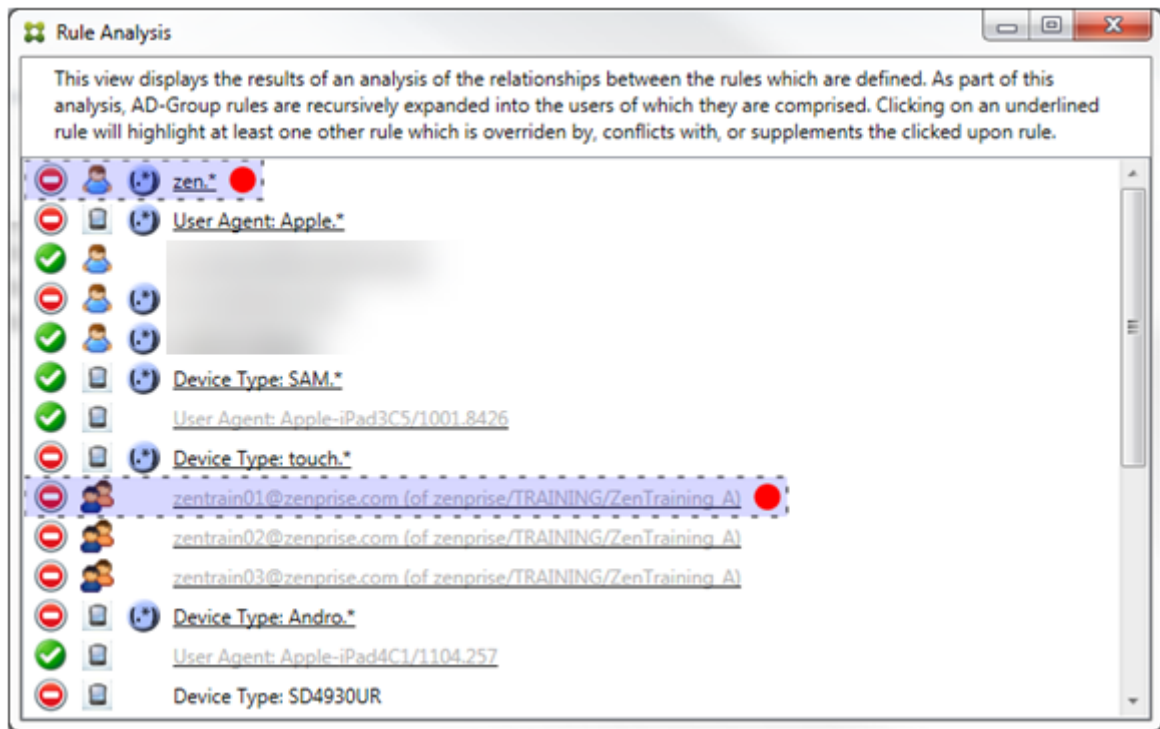 Rule Analysis
This view displays the results of an analysis of the relationships between the rules which are defined. As part of this
analysis, AD-Group rules are recursively expanded into the users of which they are comprised. Clicking on an underlined
rule will highlight at least one other rule which is overriden by, conflicts with, or supplements the clicked upon rule.
(.*) zen.*
(.*) User Agent: Apple.*
(.*)
(.*)
(.*) Device Type: SAM.*
User Agent: Apple-iPad3C5/1001.8426
(.*) Device Type: touch.*
zentrain01@zenprise.com (of zenprise/TRAINING/ZenTraining_A)
zentrain02@zenprise.com (of zenprise/TRAINING/ZenTraining_A)
zentrain03@zenprise.com (of zenprise/TRAINING/ZenTraining_A)
(.*) Device Type: Andro.*
User Agent: Apple-iPad4C1/1104.257
Device Type: SD4930UR